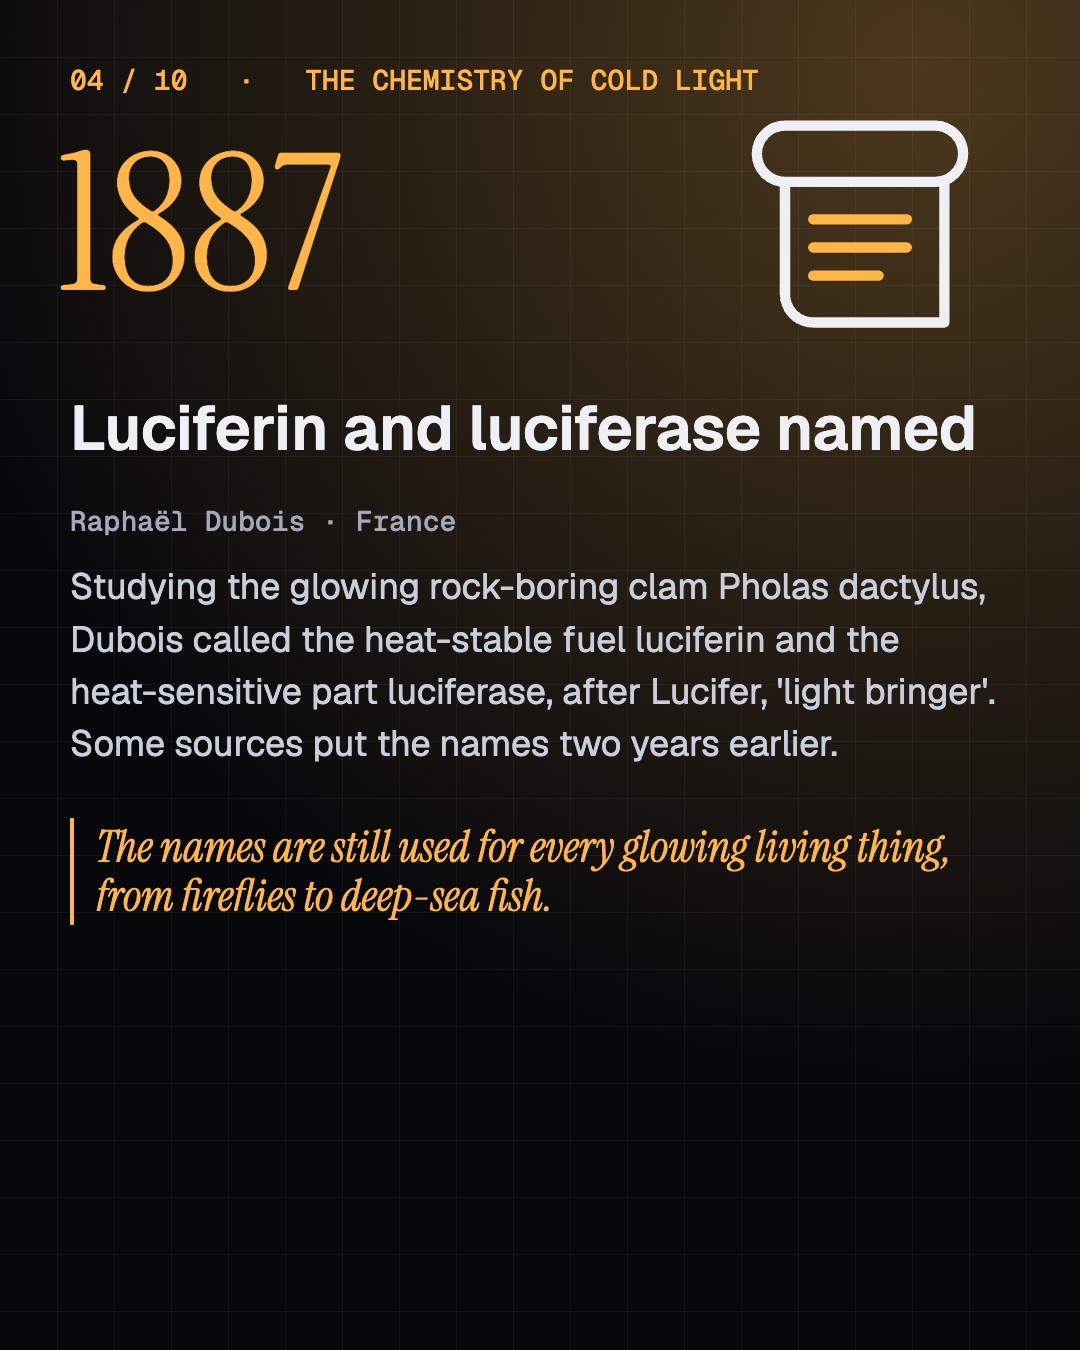 04 / 10 · THE CHEMISTRY OF COLD LIGHT
1887
Luciferin and luciferase named
Raphaël Dubois · France
Studying the glowing rock-boring clam Pholas dactylus,
Dubois called the heat-stable fuel luciferin and the
heat-sensitive part luciferase, after Lucifer, 'light bringer'.
Some sources put the names two years earlier.
The names are still used for every glowing living thing,
from fireflies to deep-sea fish.